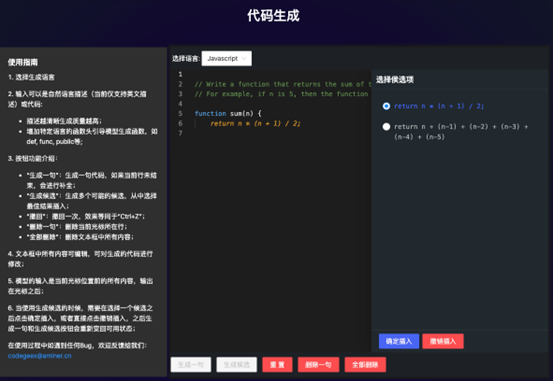 代码生成
使用指南
1. 选择生成语言
2. 输入可以是自然语言描述（当前仅支持英文描
述）或代码:
• 描述越清晰生成质量越高；
• 增加特定语言的函数头引导模型生成函数，如
def, func, public等;
3. 按钮功能介绍:
• "生成一句": 生成一句代码，如果当前行未结
束，会进行补全；
• "生成候选": 生成多个可能的候选，从中选择
最佳结果插入；
• "撤回": 撤回一次，效果等同于"Ctrl+Z"；
• "删除一句": 删除当前光标所在行；
• "全部删除": 删除文本框中所有内容；
4. 文本框中所有内容可编辑，可对生成的代码进行
修改；
5. 模型的输入是当前光标位置前的所有内容，输出
在光标之后；
6. 当使用生成候选的时候，需要在选择一个候选之
后点击确定插入，或者直接点击撤销插入，之后生
成一句和生成候选按钮会重新变回可用状态；
在使用过程中如遇到任何Bug，欢迎反馈给我们:
codegeex@aminer.cn
选择语言: Javascript
1
2 // Write a function that returns the sum of t
3 // For example, if n is 5, then the function
4
5 function sum(n) {
6 return n * (n + 1) / 2;
7
选择侯选项
return n * (n + 1) / 2;
return n + (n-1) + (n-2) + (n-3) +
(n-4) + (n-5)
确定插入 撤销插入
生成一句 生成候选 重 置 删除一句 全部删除